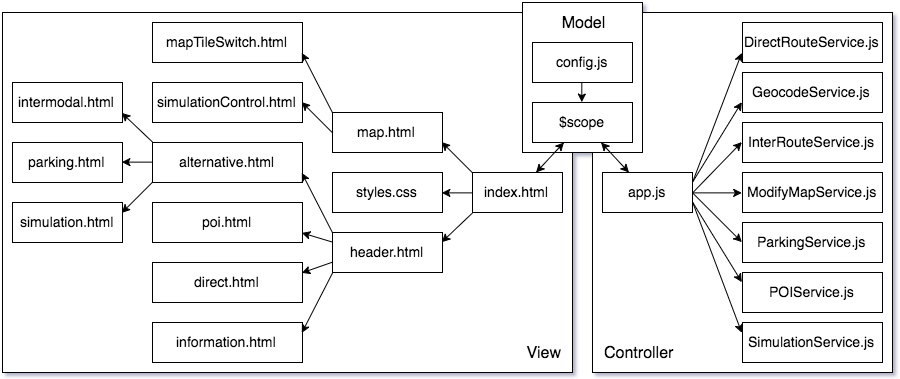 Model
config.js
$scope
mapTileSwitch.html
intermodal.html
simulationControl.html
map.html
parking.html
alternative.html
styles.css
index.html
simulation.html
poi.html
header.html
direct.html
information.html
View
app.js
DirectRouteService.js
GeocodeService.js
InterRouteService.js
ModifyMapService.js
ParkingService.js
POIService.js
SimulationService.js
Controller